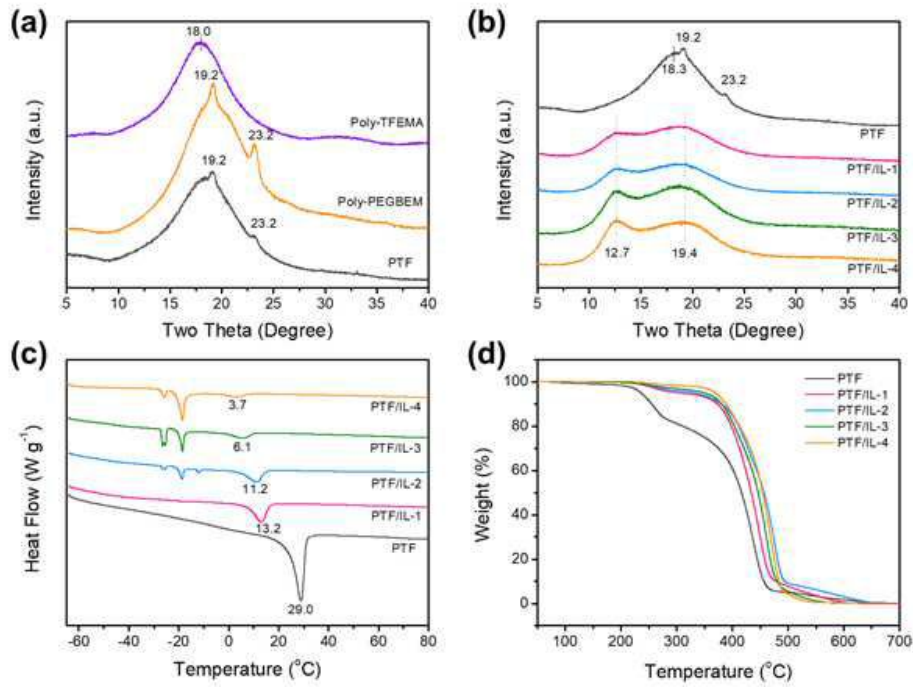 (a)
18.0
19.2
23.2
19.2
23.2
Poly-TFEMA
Poly-PEGBEM
PTF
Intensity (a.u.)
5 10 15 20 25 30 35 40
Two Theta (Degree)
(b)
19.2
18.3
23.2
PTF
PTF/IL-1
PTF/IL-2
PTF/IL-3
PTF/IL-4
12.7
19.4
Intensity (a.u.)
5 10 15 20 25 30 35 40
Two Theta (Degree)
(c)
3.7
PTF/IL-4
6.1
PTF/IL-3
11.2
PTF/IL-2
13.2
PTF/IL-1
PTF
29.0
Heat Flow (W g-1)
-60 -40 -20 0 20 40 60 80
Temperature (oC)
(d)
PTF
PTF/IL-1
PTF/IL-2
PTF/IL-3
PTF/IL-4
100
80
60
40
20
0
Weight (%)
100 200 300 400 500 600 700
Temperature (oC)